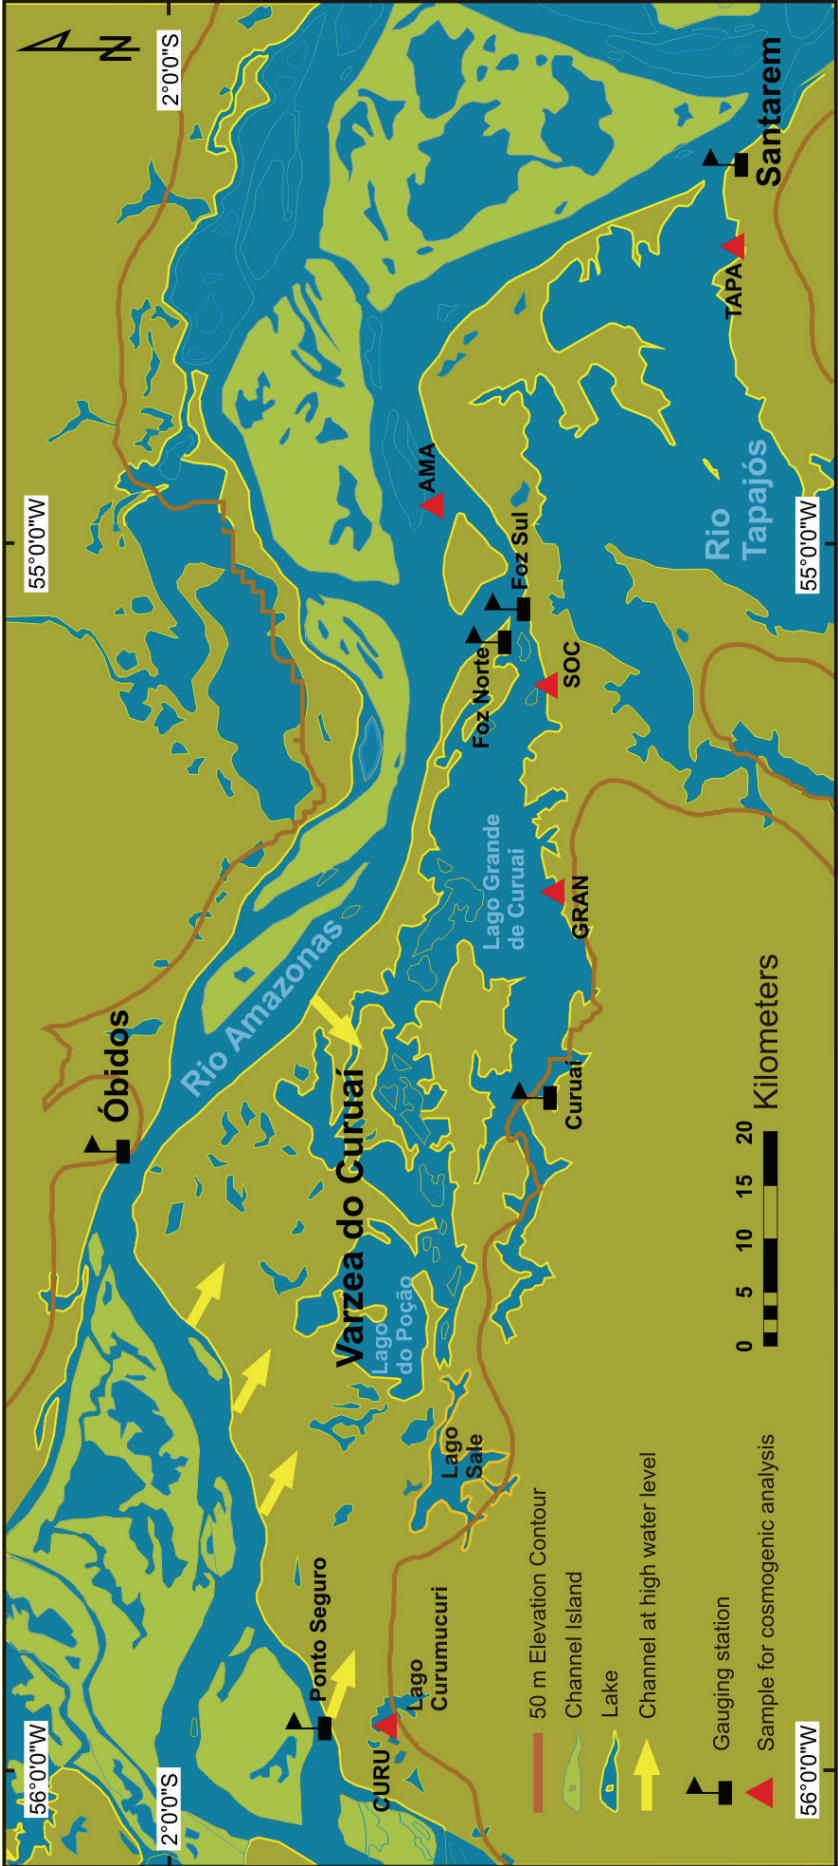 N
56°0'0"W
55°0'0"W
2°0'0"S
2°0'0"S
Óbidos
Rio Amazonas
Ponto Seguro
CURU
Lago
Curumucuri
Lago
Sale
Varzea do Curuaí
Lago
do Poção
Curuaí
Lago Grande
de Curuaí
GRAN
Foz Norte
Foz Sul
SOC
AMA
Rio
Tapajós
TAPA
Santarem
50 m Elevation Contour
Channel Island
Lake
Channel at high water level
Gauging station
Sample for cosmogenic analysis
0 5 10 15 20
Kilometers
56°0'0"W
55°0'0"W